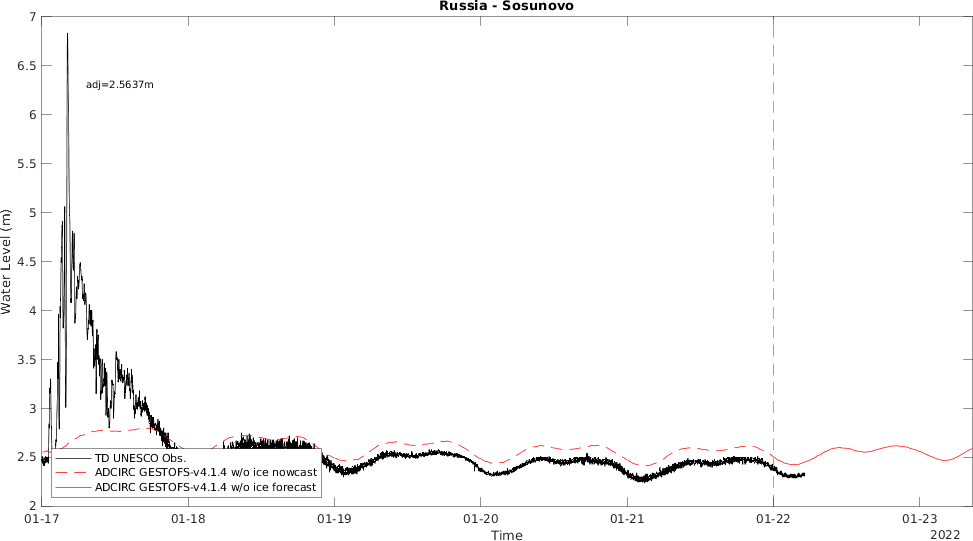 Russia - Sosunovo
7
6.5
adj=2.5637m
6
5.5
5
4.5
4
3.5
3
2.5
2
Water Level (m)
TD UNESCO Obs.
ADCIRC GESTOFS-v4.1.4 w/o ice nowcast
ADCIRC GESTOFS-v4.1.4 w/o ice forecast
01-17 01-18 01-19 01-20 01-21 01-22 01-23
Time
2022